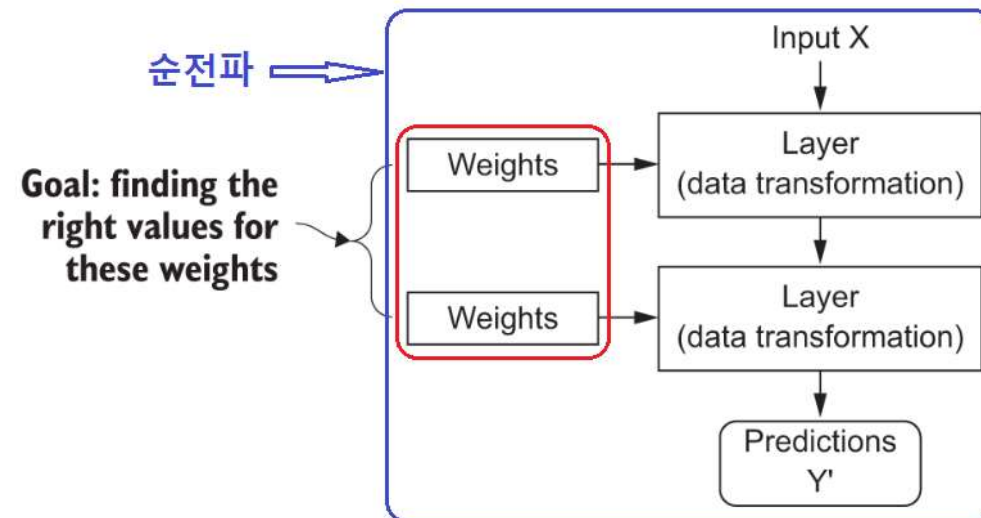 순전파
Input X
Weights
Layer
(data transformation)
Goal: finding the
right values for
these weights
Weights
Layer
(data transformation)
Predictions
Y'